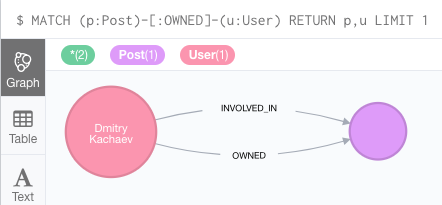 $ MATCH (p:Post)-[:OWNED]-(u:User) RETURN p,u LIMIT 1
*(2) Post(1) User(1)
Graph
Table
A
Text
Dmitry
Kachaev
INVOLVED_IN
OWNED